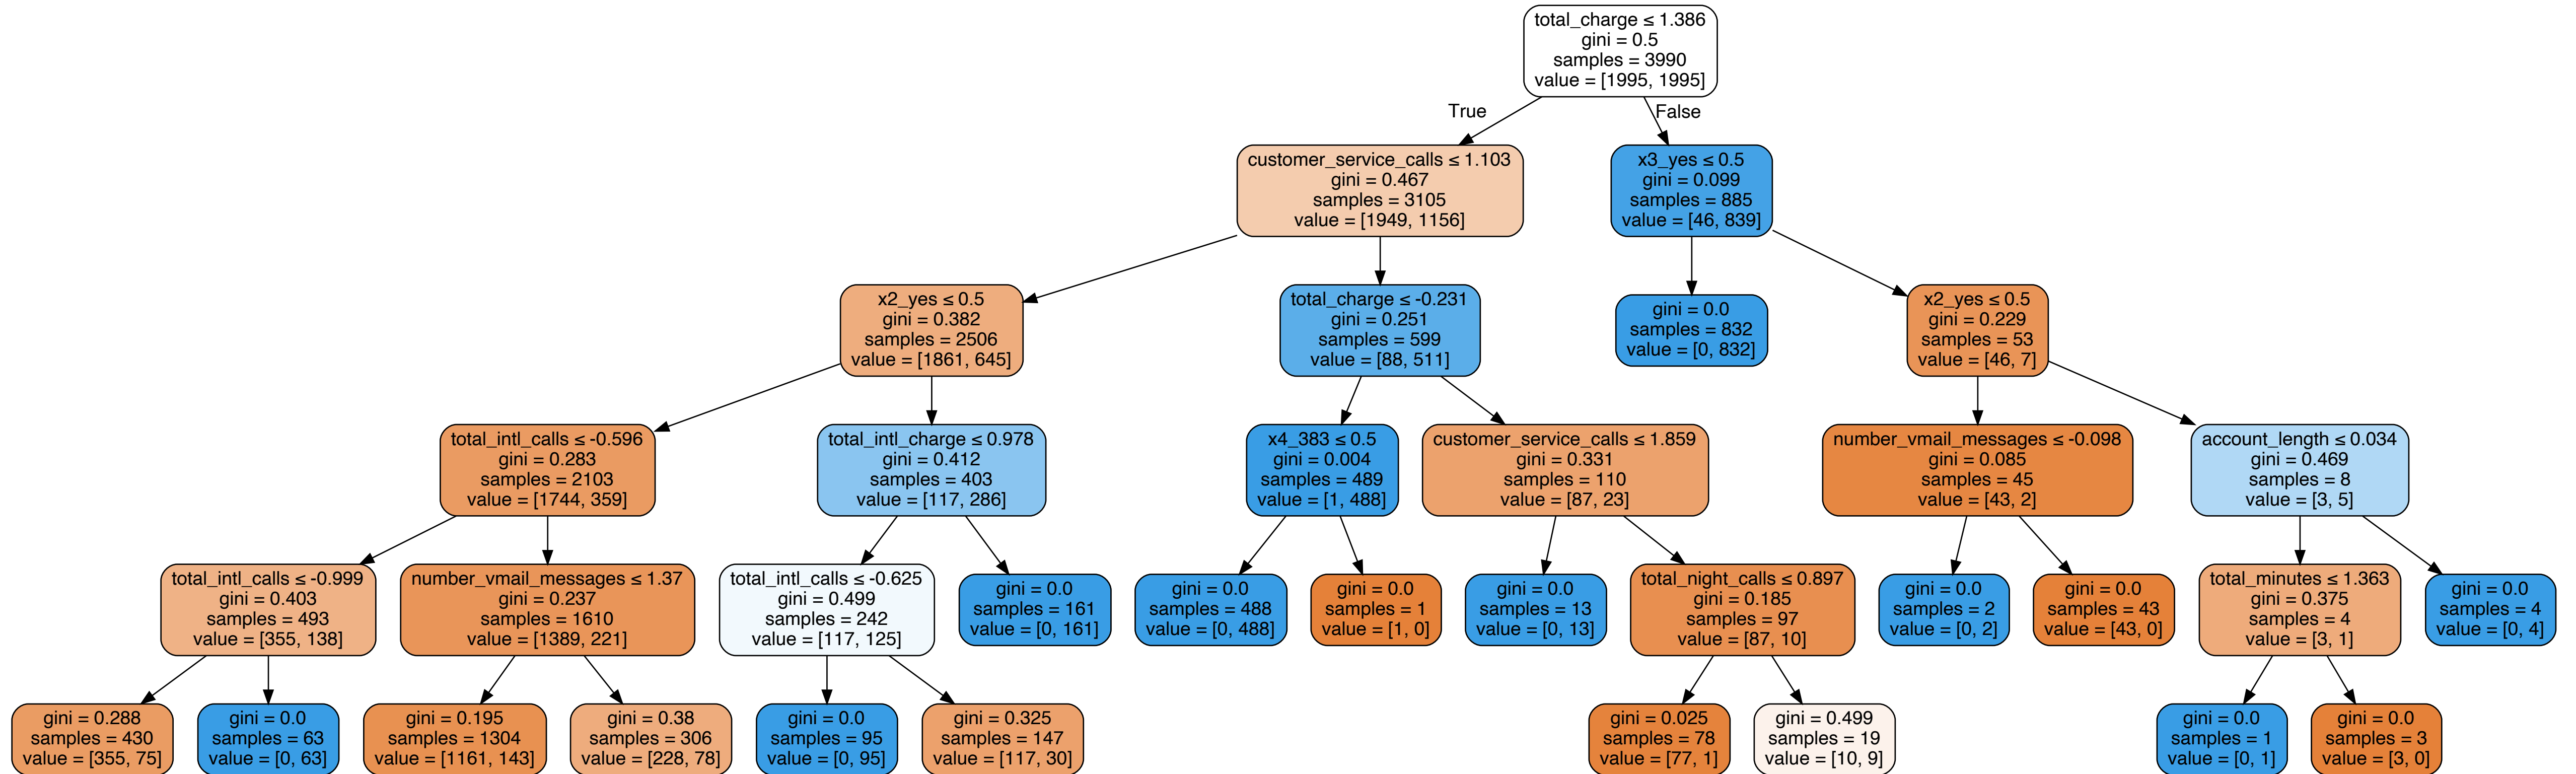 total_charge ≤ 1.386
gini = 0.5
samples = 3990
value = [1995, 1995]
True
False
customer_service_calls ≤ 1.103
gini = 0.467
samples = 3105
value = [1949, 1156]
x3_yes ≤ 0.5
gini = 0.099
samples = 885
value = [46, 839]
x2_yes ≤ 0.5
gini = 0.382
samples = 2506
value = [1861, 645]
total_charge ≤ -0.231
gini = 0.251
samples = 599
value = [88, 511]
gini = 0.0
samples = 832
value = [0, 832]
x2_yes ≤ 0.5
gini = 0.229
samples = 53
value = [46, 7]
total_intl_calls ≤ -0.596
gini = 0.283
samples = 2103
value = [1744, 359]
total_intl_charge ≤ 0.978
gini = 0.412
samples = 403
value = [117, 286]
x4_383 ≤ 0.5
gini = 0.004
samples = 489
value = [1, 488]
customer_service_calls ≤ 1.859
gini = 0.331
samples = 110
value = [87, 23]
number_vmail_messages ≤ -0.098
gini = 0.085
samples = 45
value = [43, 2]
account_length ≤ 0.034
gini = 0.469
samples = 8
value = [3, 5]
total_intl_calls ≤ -0.999
gini = 0.403
samples = 493
value = [355, 138]
number_vmail_messages ≤ 1.37
gini = 0.237
samples = 1610
value = [1389, 221]
total_intl_calls ≤ -0.625
gini = 0.499
samples = 242
value = [117, 125]
gini = 0.0
samples = 161
value = [0, 161]
gini = 0.0
samples = 488
value = [0, 488]
gini = 0.0
samples = 1
value = [1, 0]
gini = 0.0
samples = 13
value = [0, 13]
total_night_calls ≤ 0.897
gini = 0.185
samples = 97
value = [87, 10]
gini = 0.0
samples = 2
value = [0, 2]
gini = 0.0
samples = 43
value = [43, 0]
total_minutes ≤ 1.363
gini = 0.375
samples = 4
value = [3, 1]
gini = 0.0
samples = 4
value = [0, 4]
gini = 0.288
samples = 430
value = [355, 75]
gini = 0.0
samples = 63
value = [0, 63]
gini = 0.195
samples = 1304
value = [1161, 143]
gini = 0.38
samples = 306
value = [228, 78]
gini = 0.0
samples = 95
value = [0, 95]
gini = 0.325
samples = 147
value = [117, 30]
gini = 0.025
samples = 78
value = [77, 1]
gini = 0.499
samples = 19
value = [10, 9]
gini = 0.0
samples = 1
value = [0, 1]
gini = 0.0
samples = 3
value = [3, 0]